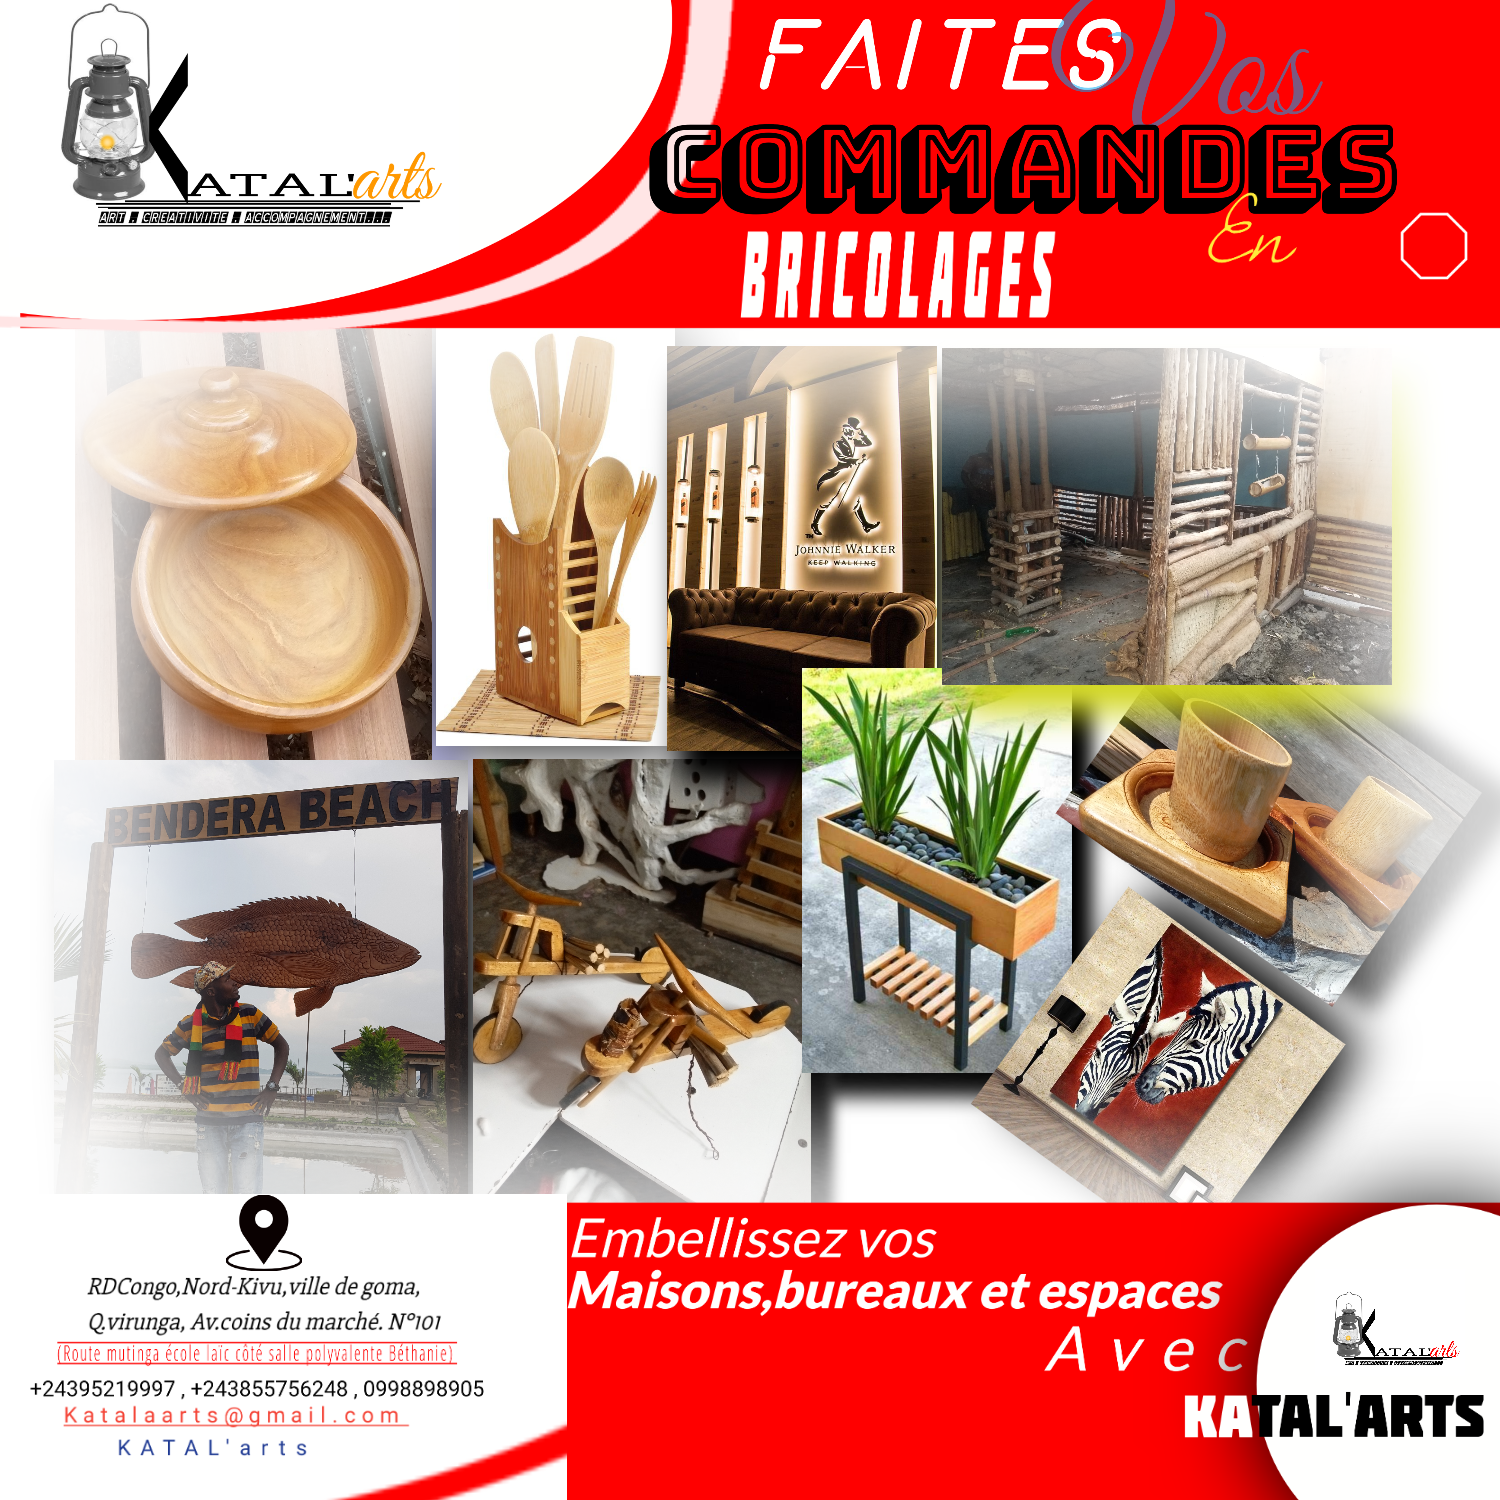 KATAL'arts
ART . CREATIVITE . ACCOMPAGNEMENT...
FAITES Vos
COMMANDES
En
BRICOLAGES
JOHNNIE WALKER
KEEP WALKING
BENDERA BEACH
RDCongo,Nord-Kivu,ville de goma,
Q.virunga, Av.coins du marché. N°101
(Route mutinga école laïc côté salle polyvalente Béthanie)
+24395219997 , +243855756248 , 0998898905
Katalaarts@gmail.com
KATAL'arts
Embellissez vos
Maisons,bureaux et espaces
Avec
KATAL'arts
KATAL'ARTS